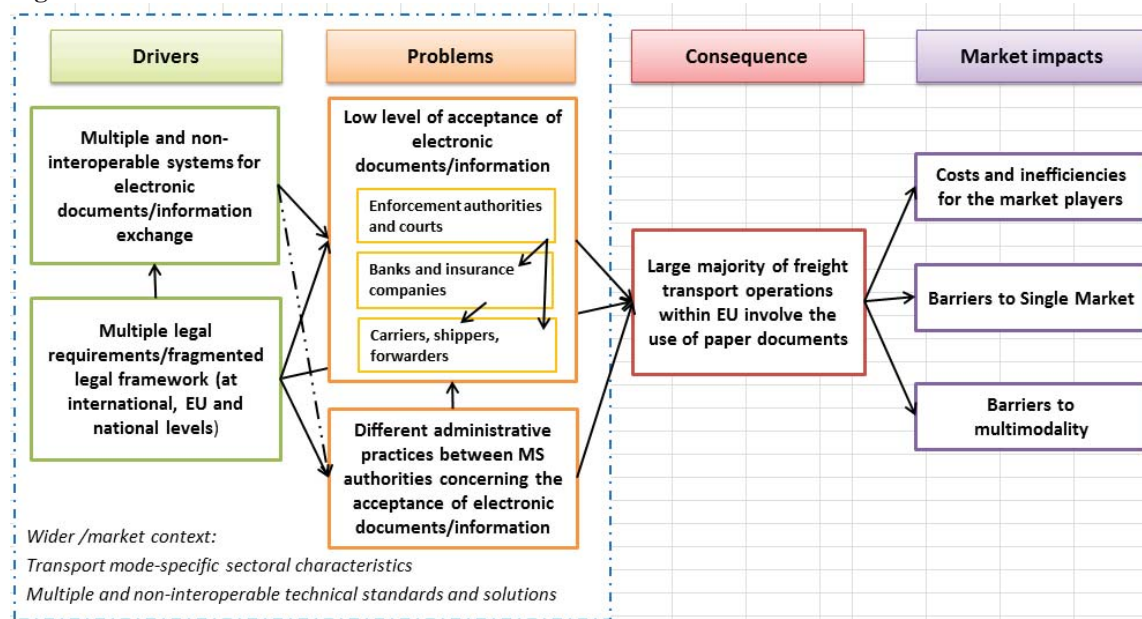 Drivers
Problems
Consequence
Market impacts
Multiple and non-
interoperable systems for
electronic
documents/information
exchange
Multiple legal
requirements/fragmented
legal framework (at
international, EU and
national levels)
Low level of acceptance of
electronic
documents/information
Enforcement authorities
and courts
Banks and insurance
companies
Carriers, shippers,
forwarders
Different administrative
practices between MS
authorities concerning the
acceptance of electronic
documents/information
Large majority of freight
transport operations
within EU involve the
use of paper documents
Costs and inefficiencies
for the market players
Barriers to Single Market
Barriers to
multimodality
Wider /market context:
Transport mode-specific sectoral characteristics
Multiple and non-interoperable technical standards and solutions